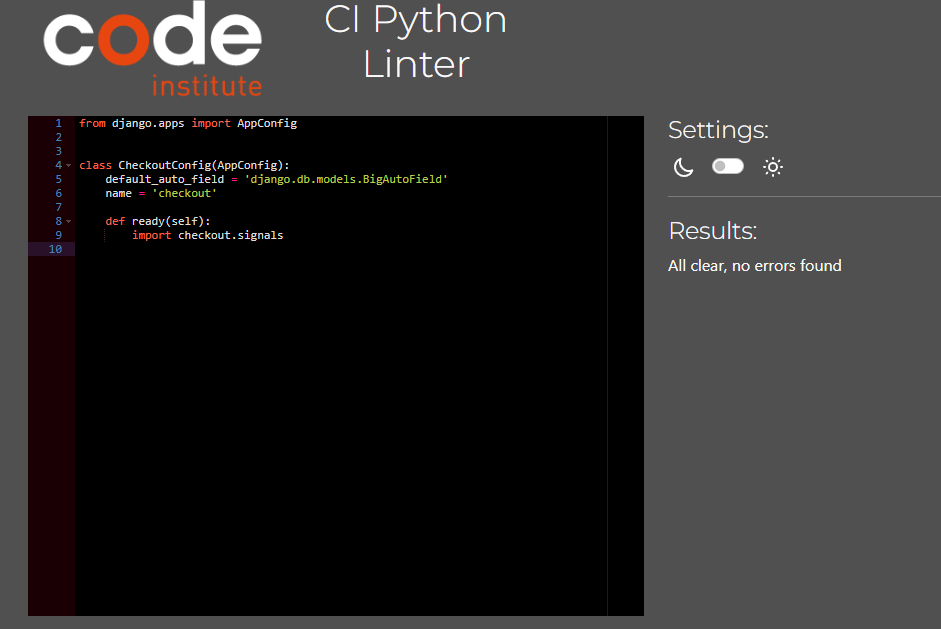 code
institute
CI Python
Linter
1 from django.apps import AppConfig
2
3
4 class CheckoutConfig(AppConfig):
5     default_auto_field = 'django.db.models.BigAutoField'
6     name = 'checkout'
7
8     def ready(self):
9         import checkout.signals
10
Settings:
Results:
All clear, no errors found